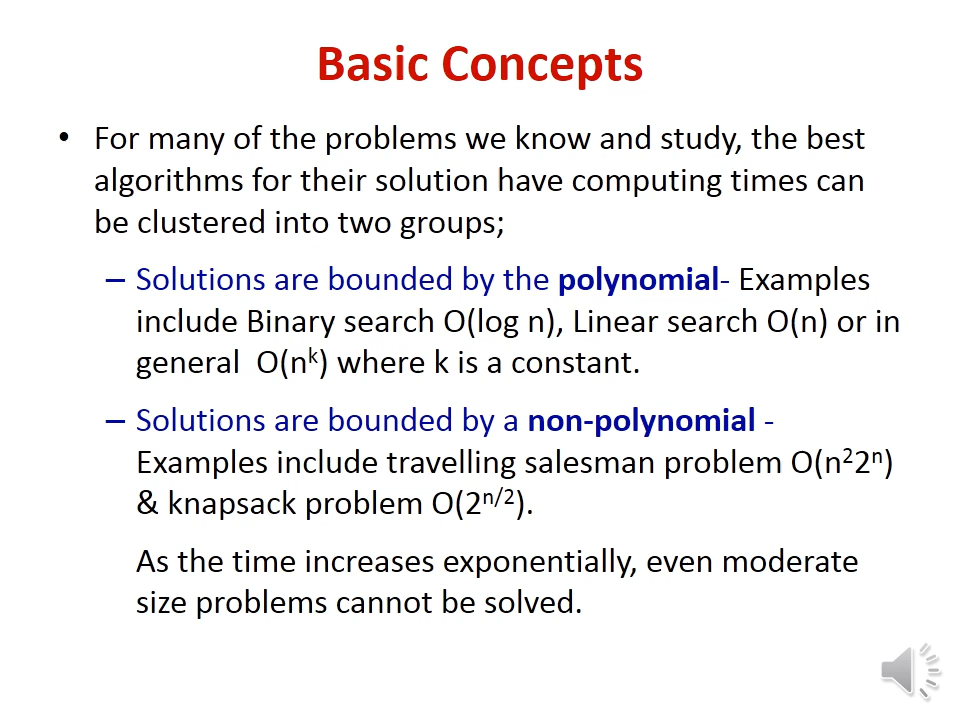 Basic Concepts
• For many of the problems we know and study, the best
algorithms for their solution have computing times can
be clustered into two groups;
– Solutions are bounded by the polynomial- Examples
include Binary search O(log n), Linear search O(n) or in
general O(nᵏ) where k is a constant.
– Solutions are bounded by a non-polynomial -
Examples include travelling salesman problem O(n²2ⁿ)
& knapsack problem O(2ⁿ/²).
As the time increases exponentially, even moderate
size problems cannot be solved.